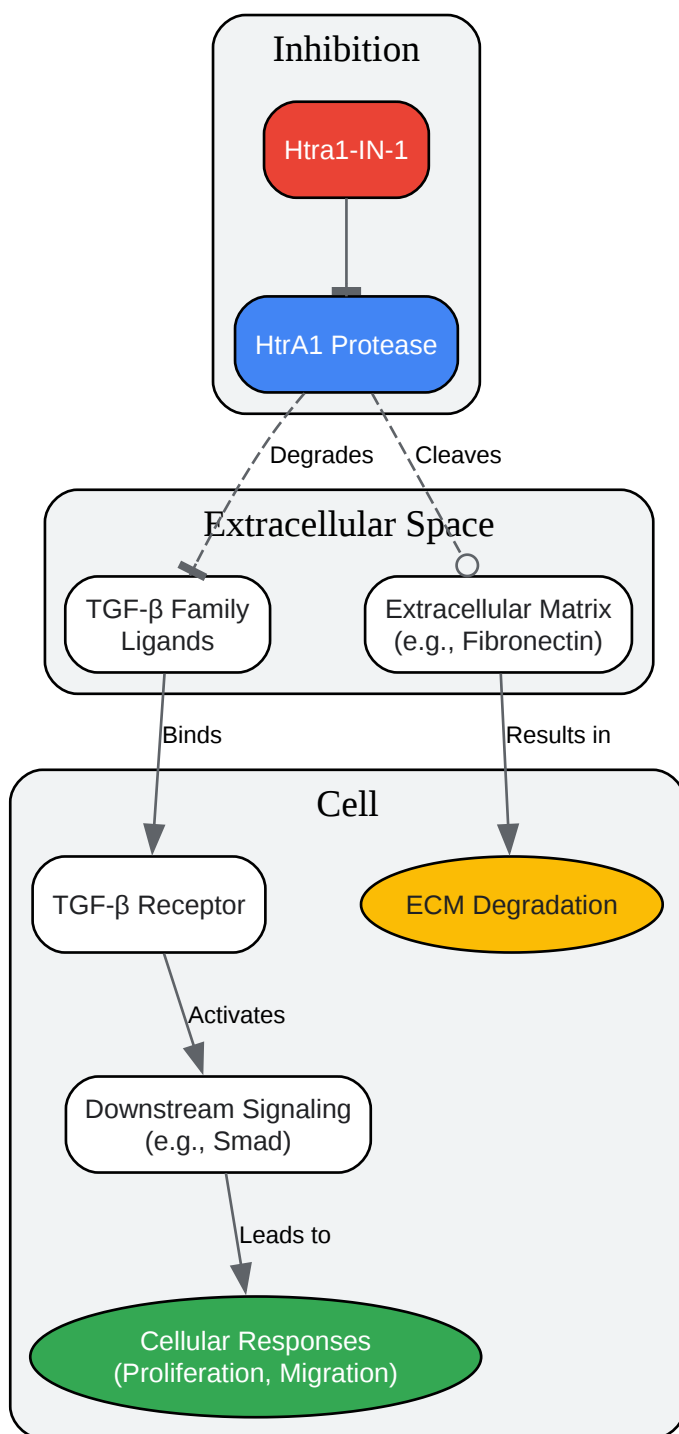 Inhibition
Htra1-IN-1
HtrA1 Protease
Degrades
Cleaves
Extracellular Space
TGF-β Family
Ligands
Extracellular Matrix
(e.g., Fibronectin)
Binds
Results in
Cell
TGF-β Receptor
ECM Degradation
Activates
Downstream Signaling
(e.g., Smad)
Leads to
Cellular Responses
(Proliferation, Migration)